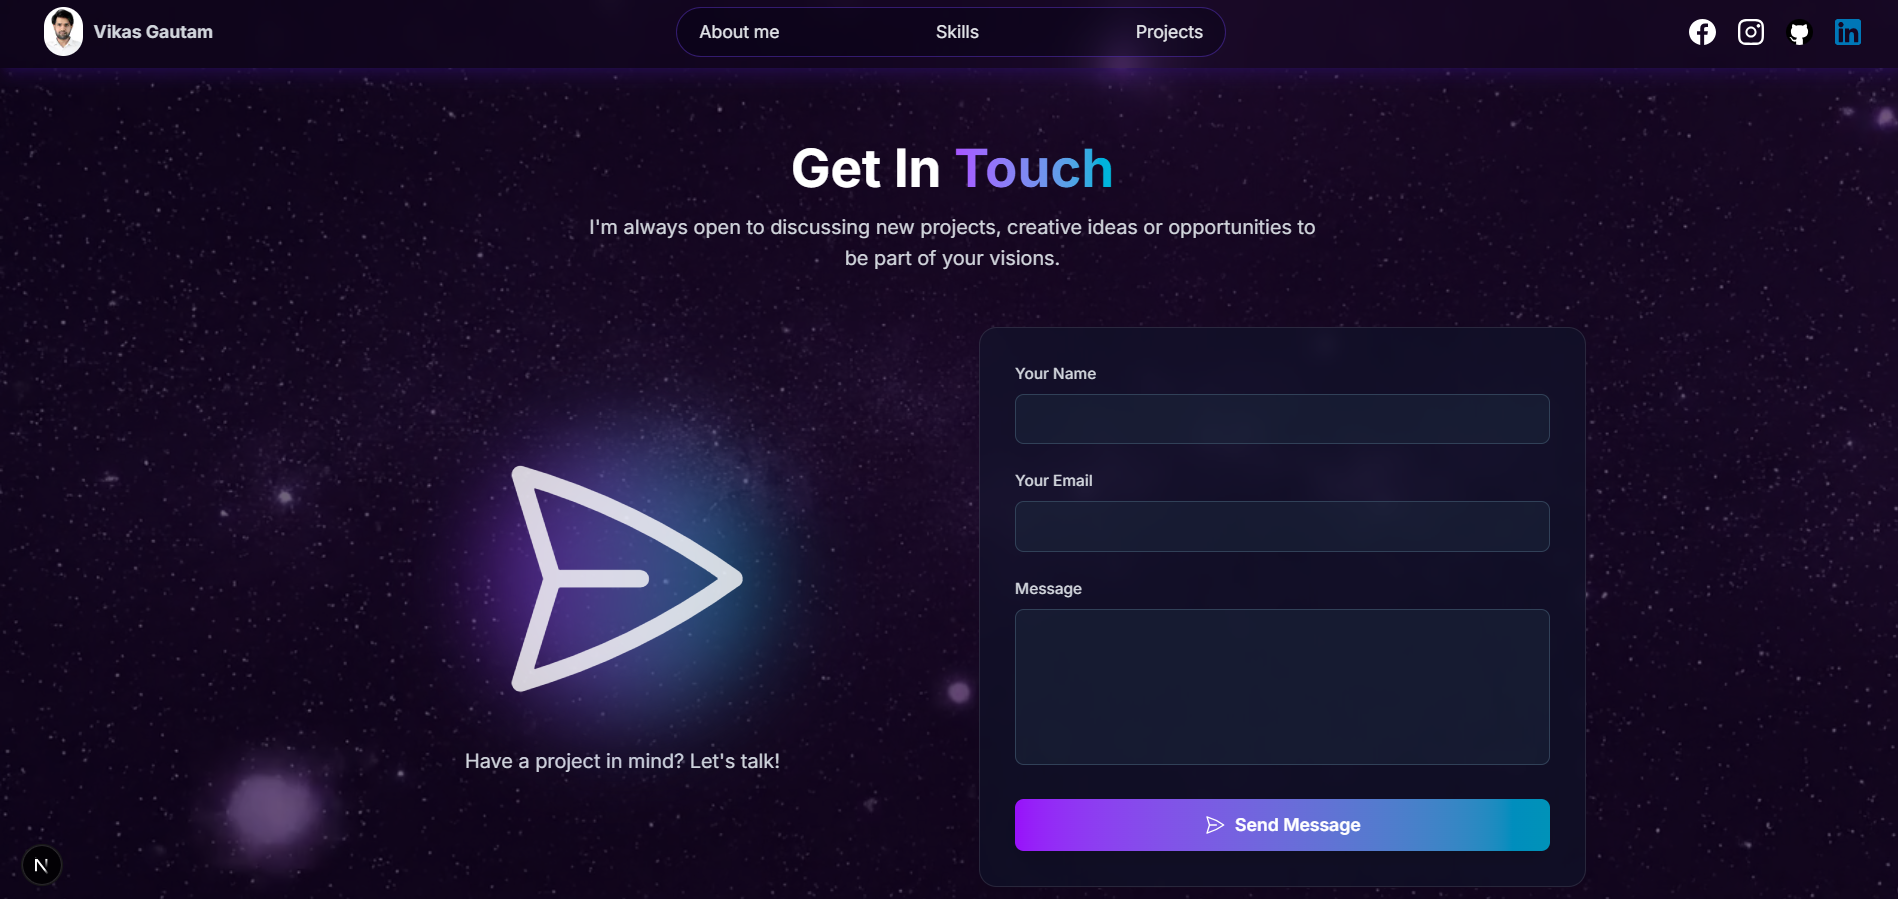 Vikas Gautam
About me
Skills
Projects
Get In Touch
I'm always open to discussing new projects, creative ideas or opportunities to
be part of your visions.
Your Name
Your Email
Message
Have a project in mind? Let's talk!
Send Message
N